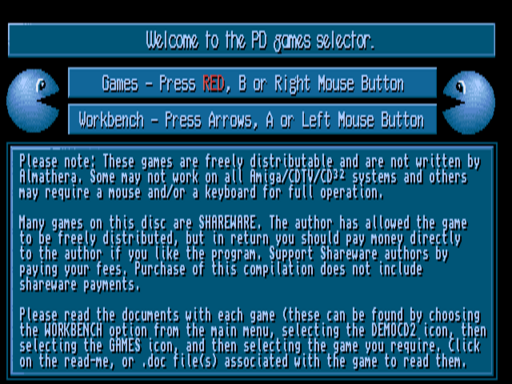 Welcome to the PD games selector.
Games - Press RED, B or Right Mouse Button
Workbench - Press Arrows, A or Left Mouse Button
Please note: These games are freely distributable and are not written by
Almathera. Some may not work on all Amiga/CDTV/CD³² systems and others
may require a mouse and/or a keyboard for full operation.
Many games on this disc are SHAREWARE. The author has allowed the game
to be freely distributed, but in return you should pay money directly
to the author if you like the program. Support Shareware authors by
paying your fees. Purchase of this compilation does not include
shareware payments.
Please read the documents with each game (these can be found by choosing
the WORKBENCH option from the main menu, selecting the DEMOCD2 icon, then
selecting the GAMES icon, and then selecting the game you require. Click
on the read-me, or .doc file(s) associated with the game to read them.